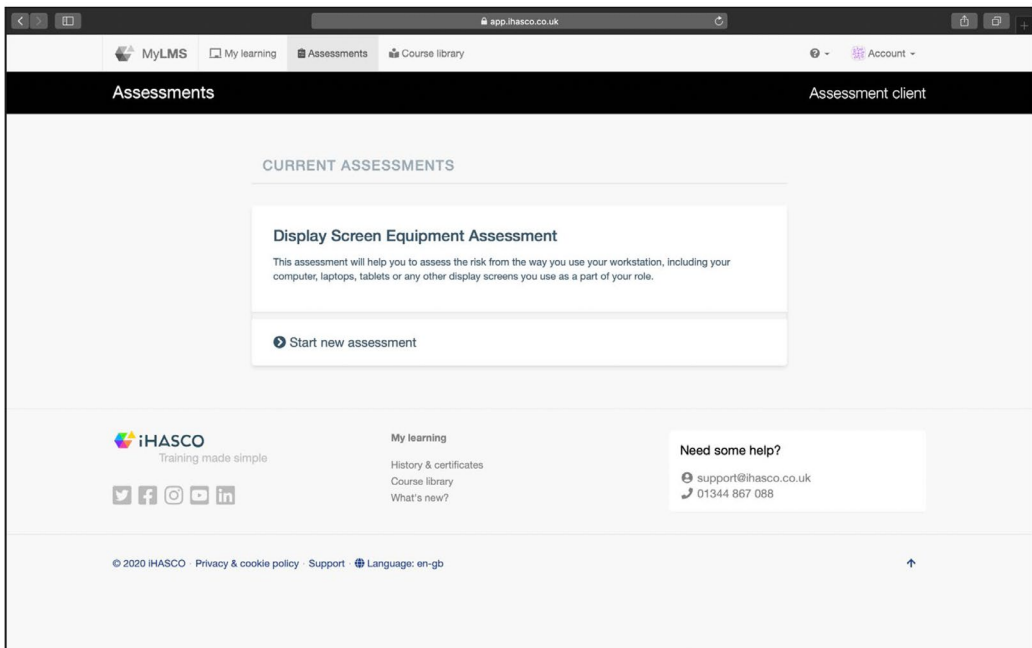 app.ihasco.co.uk
MyLMS My learning Assessments Course library Account
Assessments Assessment client
CURRENT ASSESSMENTS
Display Screen Equipment Assessment
This assessment will help you to assess the risk from the way you use your workstation, including your
computer, laptops, tablets or any other display screens you use as a part of your role.
Start new assessment
iHASCO
Training made simple
My learning
History & certificates
Course library
What's new?
Need some help?
support@ihasco.co.uk
01344 867 088
© 2020 iHASCO · Privacy & cookie policy · Support · Language: en-gb